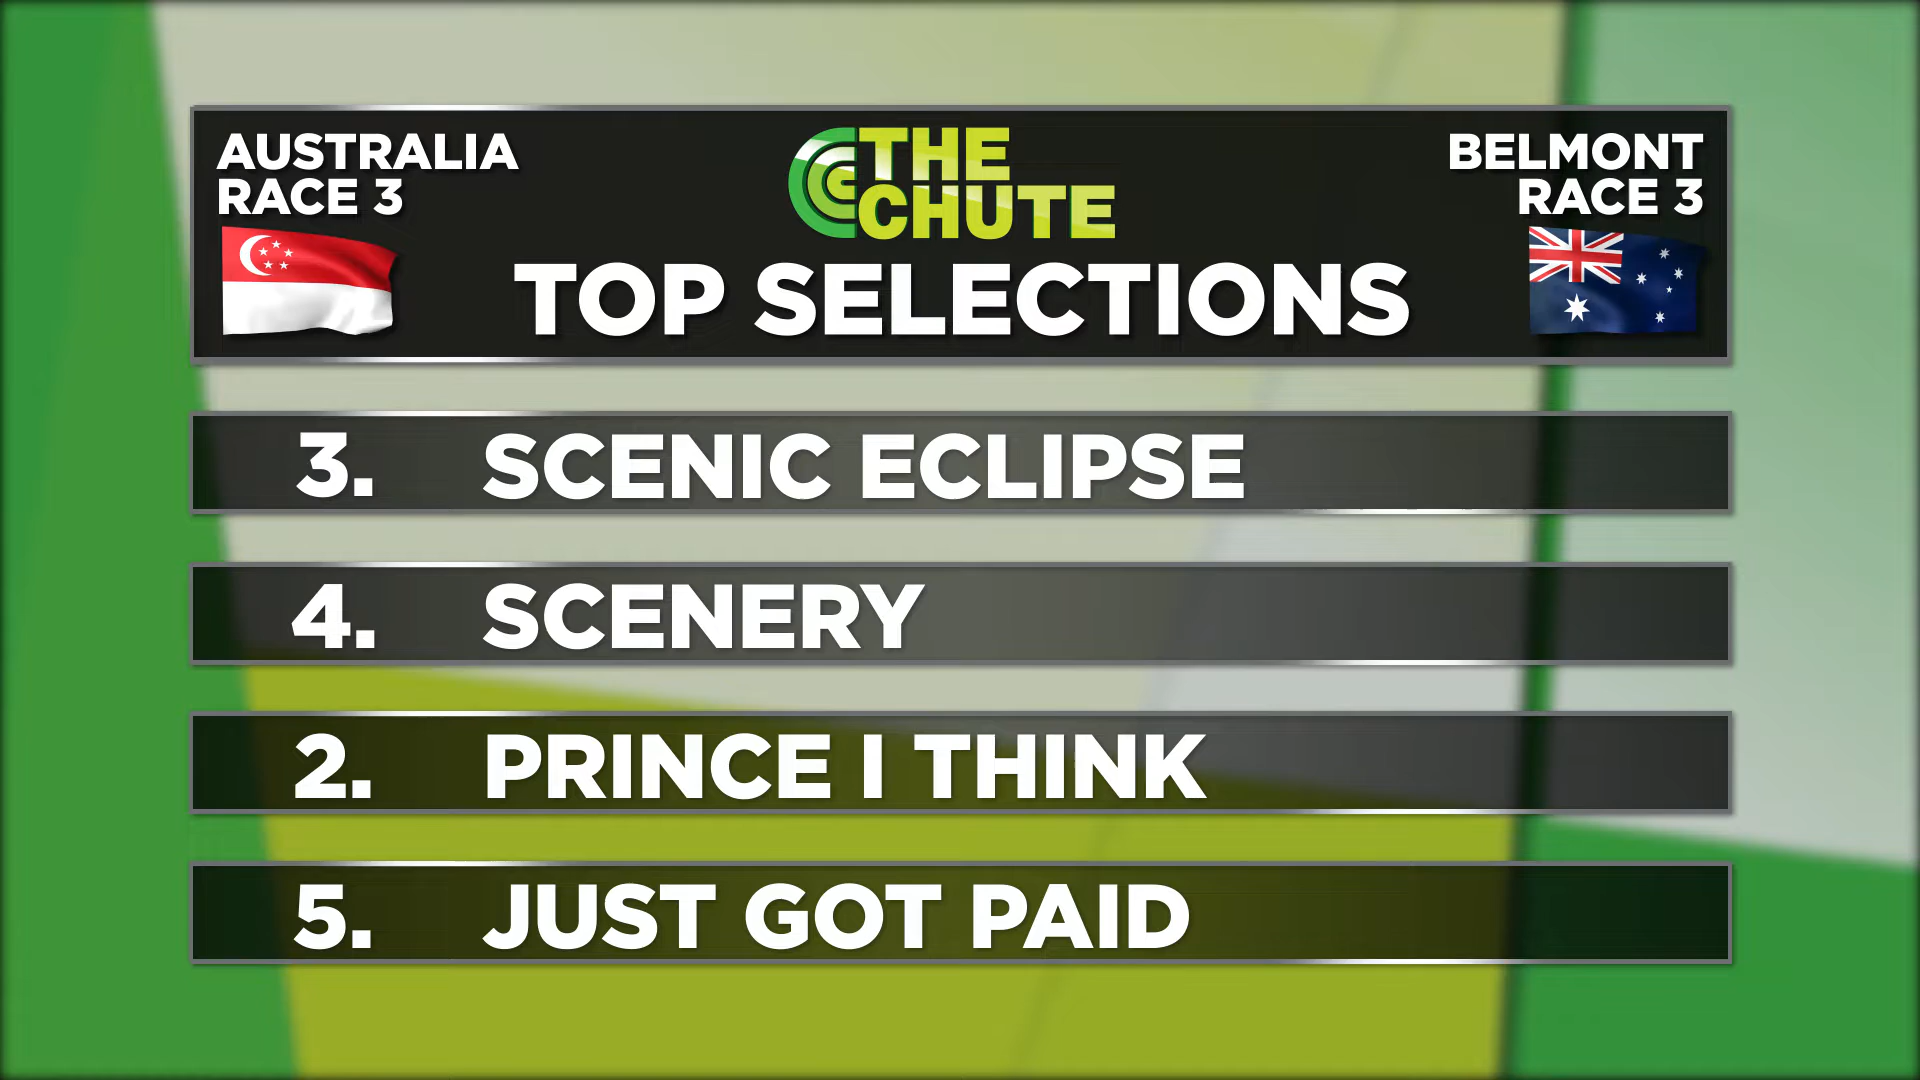 AUSTRALIA
RACE 3
THE
CHUTE
BELMONT
RACE 3
TOP SELECTIONS
3. SCENIC ECLIPSE
4. SCENERY
2. PRINCE I THINK
5. JUST GOT PAID